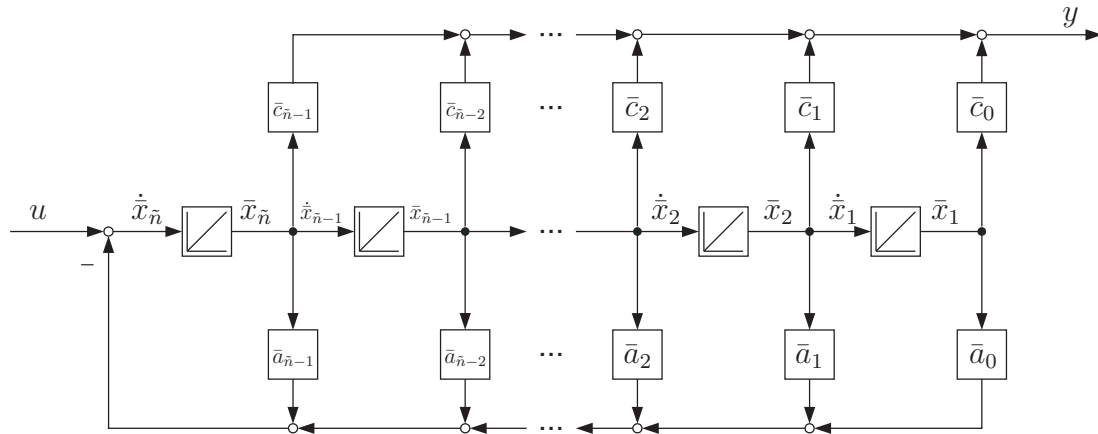 y
c̄ₙ̃₋₁ c̄ₙ̃₋₂ ... c̄₂ c̄₁ c̄₀
...
u ẋ̄ₙ̃ x̄ₙ̃ ẋ̄ₙ̃₋₁ x̄ₙ̃₋₁ ... ẋ̄₂ x̄₂ ẋ̄₁ x̄₁
−
āₙ̃₋₁ āₙ̃₋₂ ... ā₂ ā₁ ā₀
...